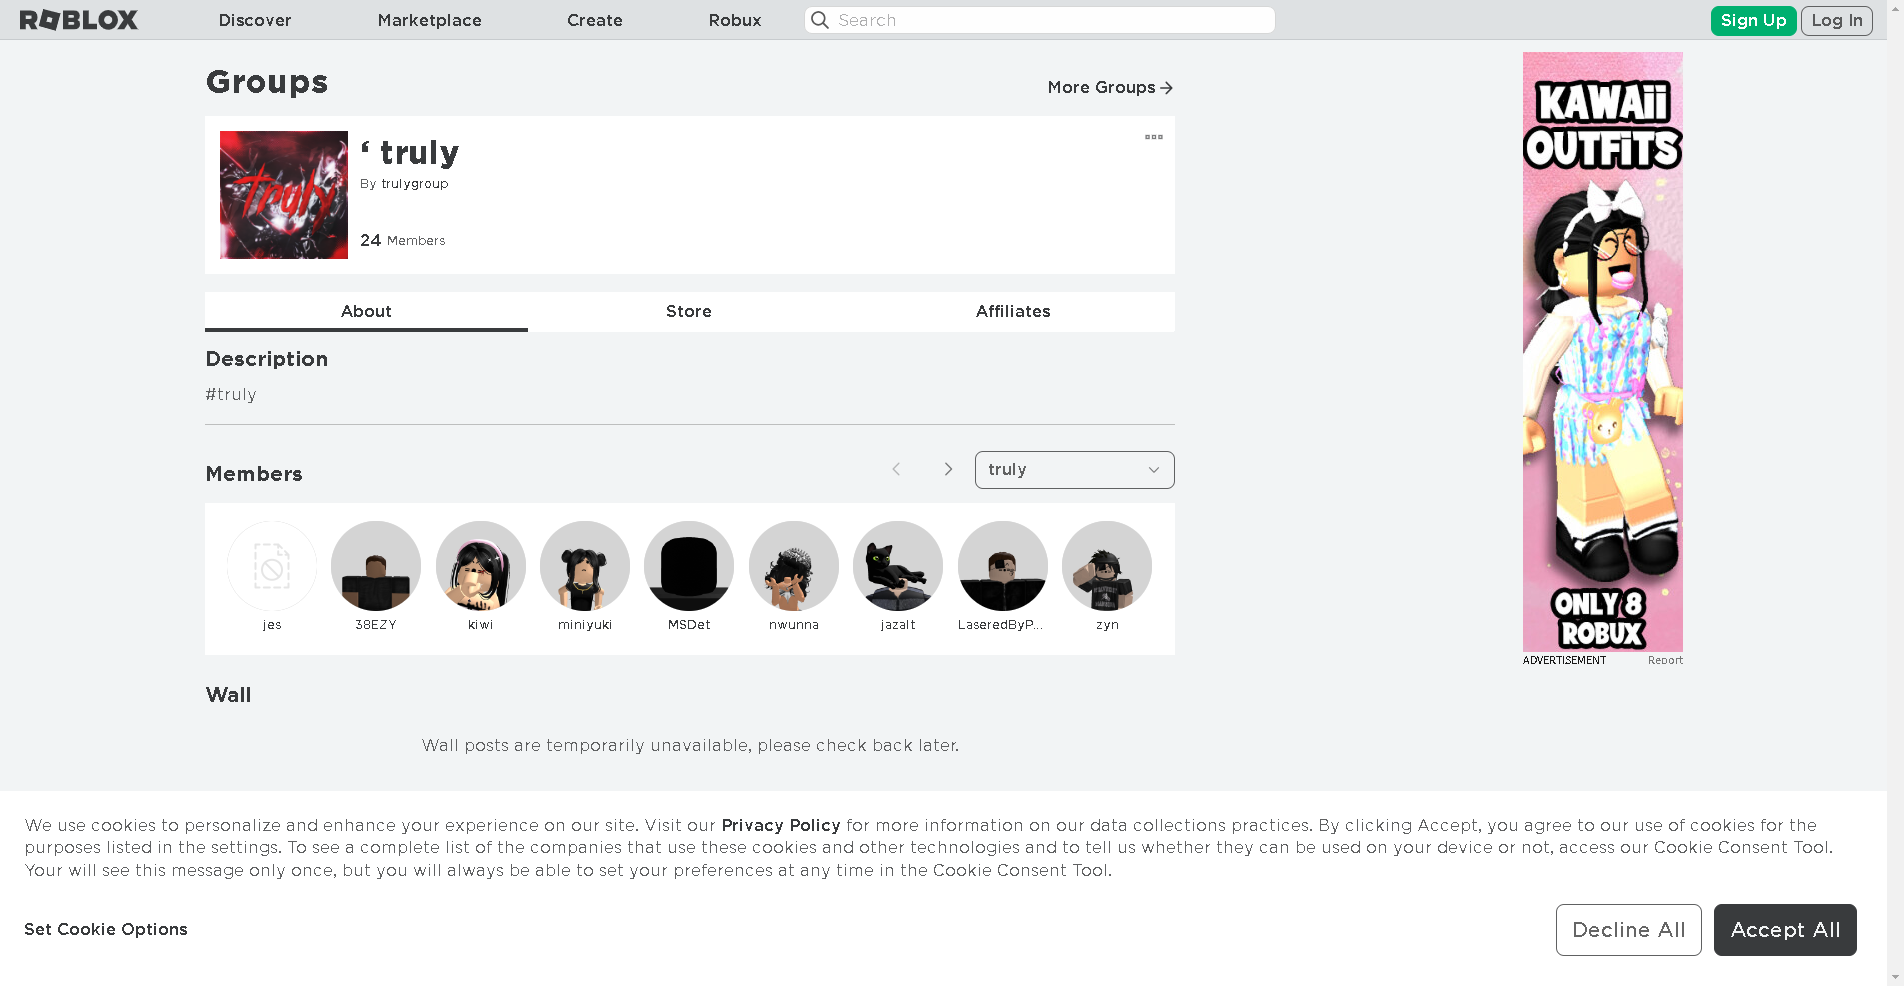 ROBLOX
Discover
Marketplace
Create
Robux
Search
Sign Up
Log In
Groups
More Groups
truly
‘ truly
By trulygroup
24 Members
About
Store
Affiliates
Description
#truly
Members
truly
jes
38EZY
kiwi
miniyuki
MSDet
nwunna
jazalt
LaseredByP...
zyn
Wall
Wall posts are temporarily unavailable, please check back later.
KAWAii
OUTFiTS
ONLY 8
ROBUX
ADVERTISEMENT
Report
We use cookies to personalize and enhance your experience on our site. Visit our Privacy Policy for more information on our data collections practices. By clicking Accept, you agree to our use of cookies for the
purposes listed in the settings. To see a complete list of the companies that use these cookies and other technologies and to tell us whether they can be used on your device or not, access our Cookie Consent Tool.
Your will see this message only once, but you will always be able to set your preferences at any time in the Cookie Consent Tool.
Set Cookie Options
Decline All
Accept All